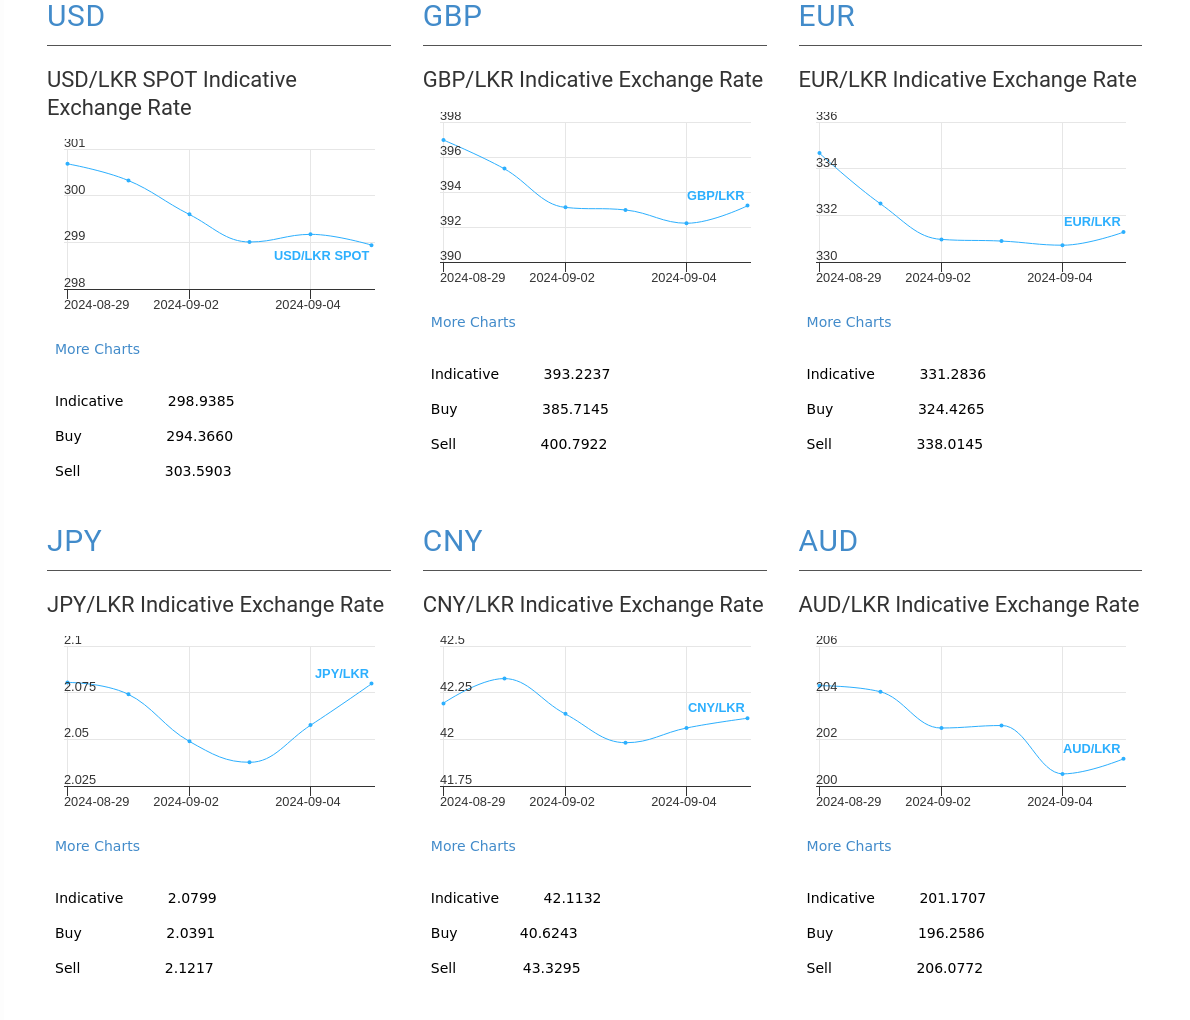 USD
USD/LKR SPOT Indicative
Exchange Rate
301
300
299
298
USD/LKR SPOT
2024-08-29 2024-09-02 2024-09-04
More Charts
Indicative 298.9385
Buy 294.3660
Sell 303.5903
GBP
GBP/LKR Indicative Exchange Rate
398
396
394
392
390
GBP/LKR
2024-08-29 2024-09-02 2024-09-04
More Charts
Indicative 393.2237
Buy 385.7145
Sell 400.7922
EUR
EUR/LKR Indicative Exchange Rate
336
334
332
330
EUR/LKR
2024-08-29 2024-09-02 2024-09-04
More Charts
Indicative 331.2836
Buy 324.4265
Sell 338.0145
JPY
JPY/LKR Indicative Exchange Rate
2.1
2.075
2.05
2.025
JPY/LKR
2024-08-29 2024-09-02 2024-09-04
More Charts
Indicative 2.0799
Buy 2.0391
Sell 2.1217
CNY
CNY/LKR Indicative Exchange Rate
42.5
42.25
42
41.75
CNY/LKR
2024-08-29 2024-09-02 2024-09-04
More Charts
Indicative 42.1132
Buy 40.6243
Sell 43.3295
AUD
AUD/LKR Indicative Exchange Rate
206
204
202
200
AUD/LKR
2024-08-29 2024-09-02 2024-09-04
More Charts
Indicative 201.1707
Buy 196.2586
Sell 206.0772